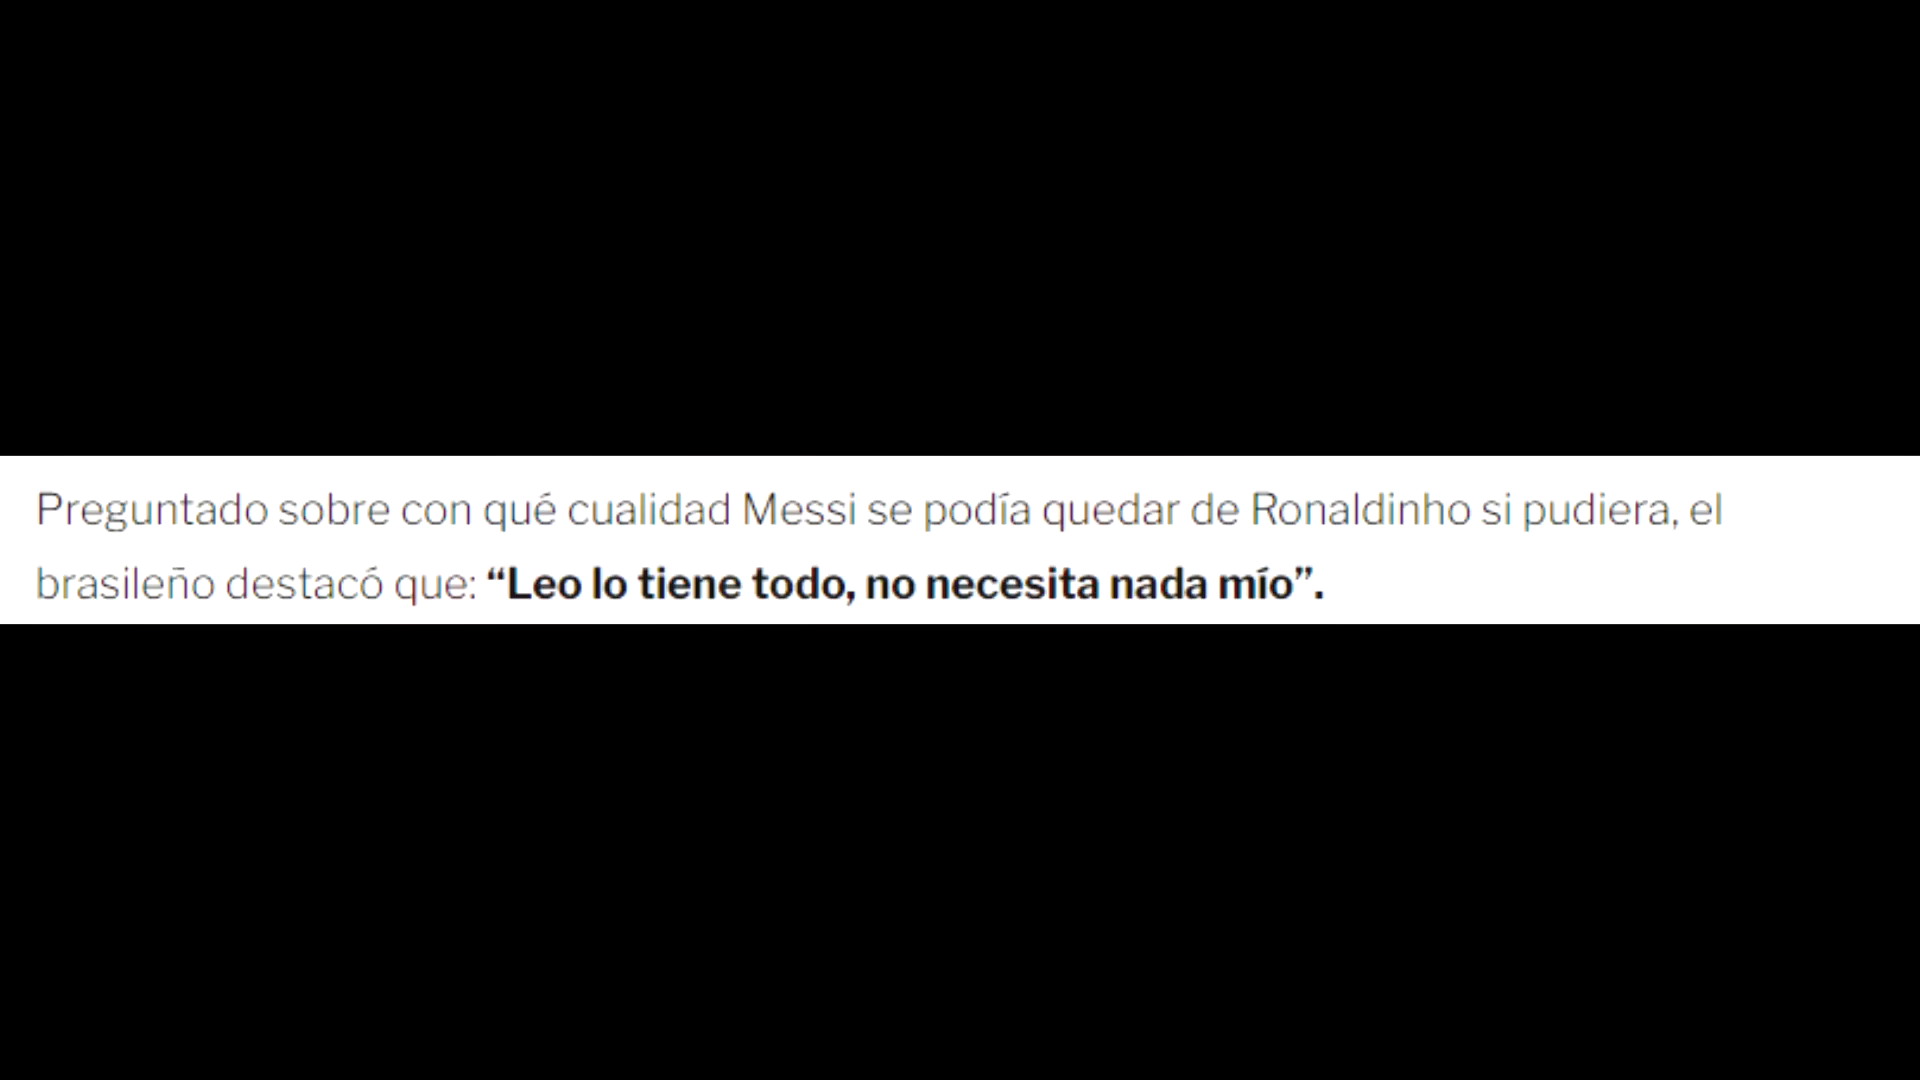 Preguntado sobre con qué cualidad Messi se podía quedar de Ronaldinho si pudiera, el
brasileño destacó que: “Leo lo tiene todo, no necesita nada mío”.